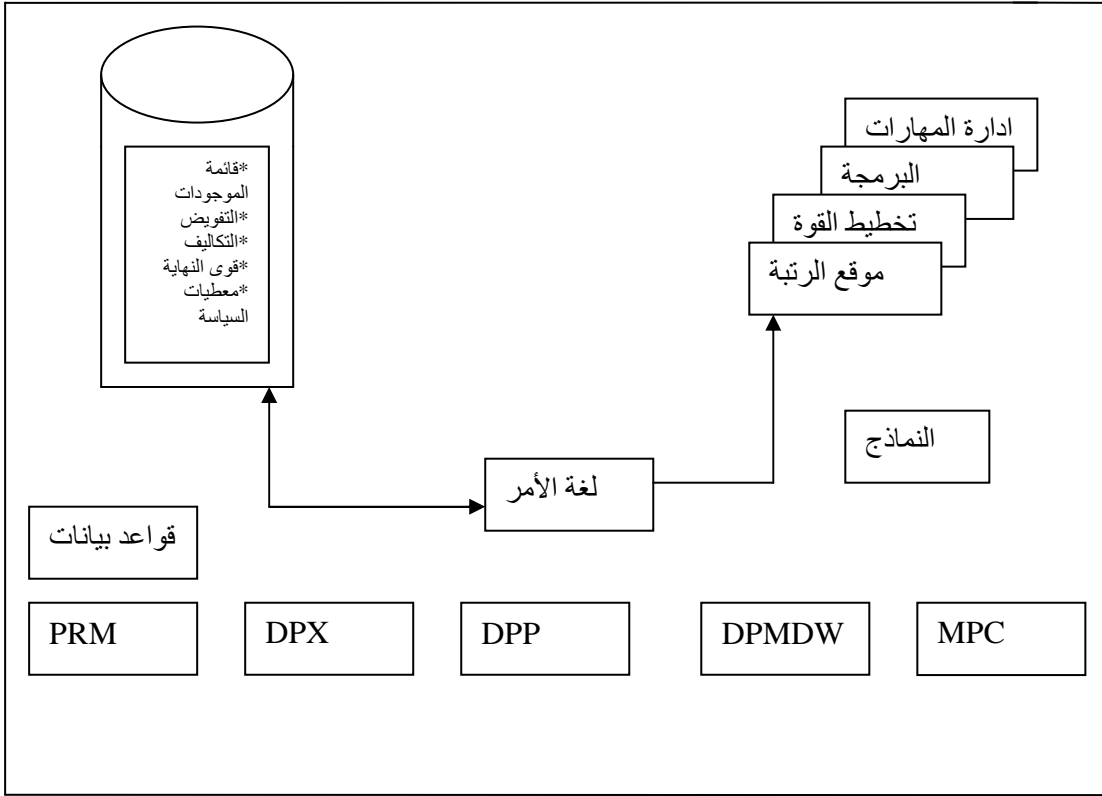 ادارة المهارات
البرمجة
تخطيط القوة
موقع الرتبة
*قائمة
الموجودات
*التفويض
*التكاليف
*قوى النهاية
*معطيات
السياسة
النماذج
لغة الأمر
قواعد بيانات
PRM
DPX
DPP
DPMDW
MPC